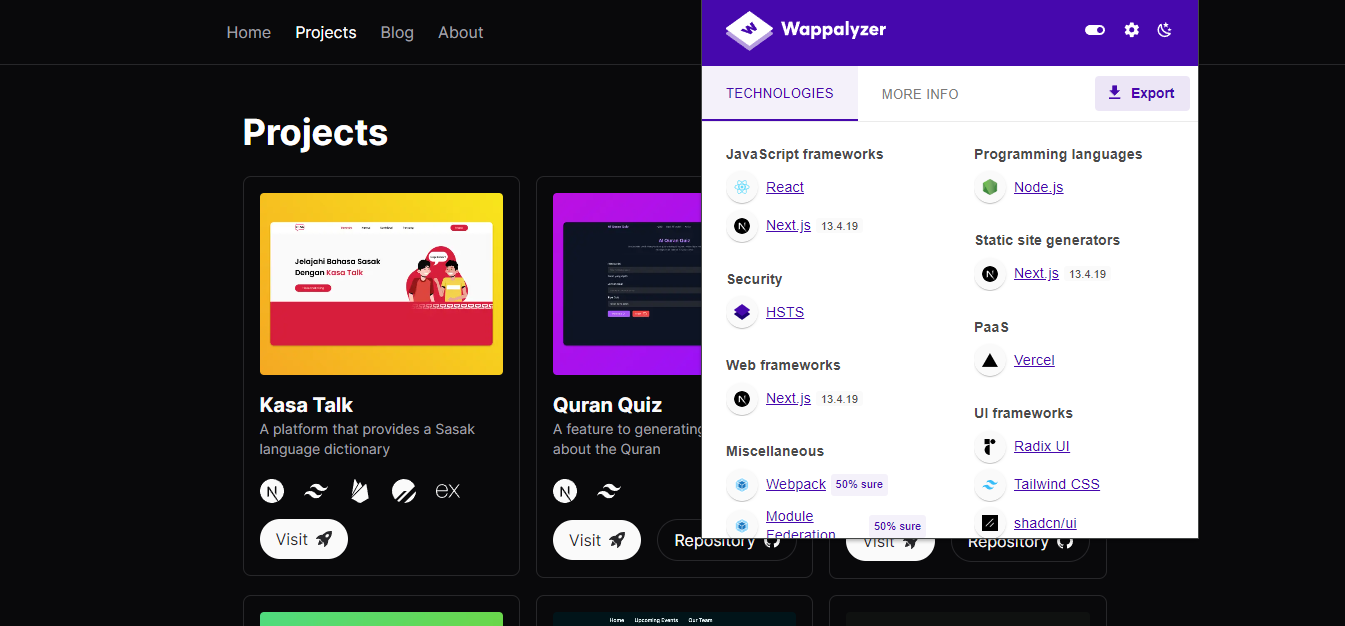 Home Projects Blog About
Wappalyzer
TECHNOLOGIES MORE INFO Export
JavaScript frameworks
React
Next.js 13.4.19
Security
HSTS
Web frameworks
Next.js 13.4.19
Miscellaneous
Webpack 50% sure
Module
Federation 50% sure
Programming languages
Node.js
Static site generators
Next.js 13.4.19
PaaS
Vercel
UI frameworks
Radix UI
Tailwind CSS
shadcn/ui
Projects
Jelajahi Bahasa Sasak
Dengan Kasa Talk
Kasa Talk
A platform that provides a Sasak
language dictionary
N EX
Visit
AI Quran Quiz
Quran Quiz
A feature to generating
about the Quran
N
Visit Repository
Visit Repository
Home Upcoming Events Our Team